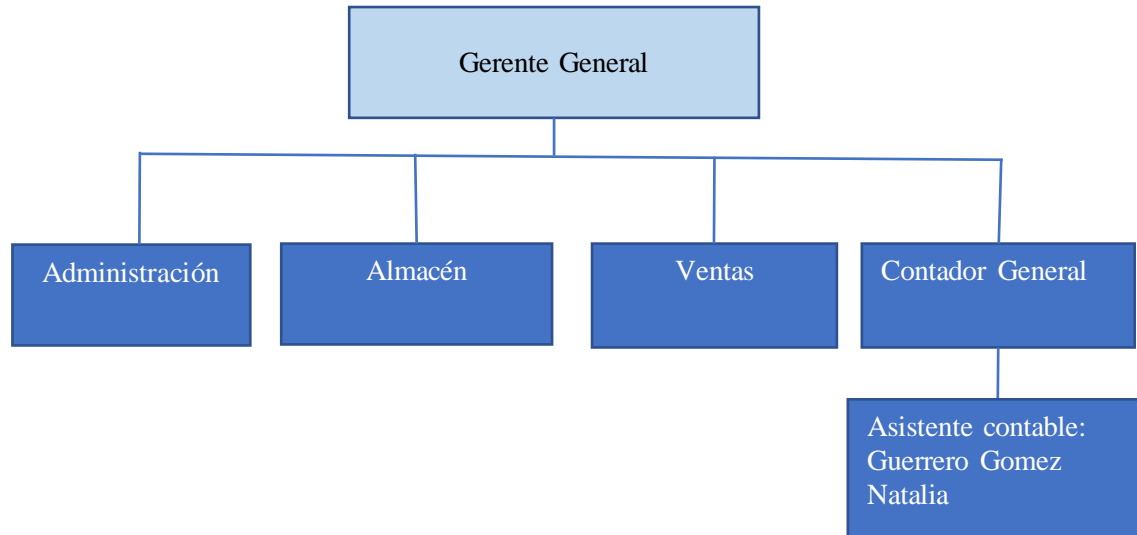 Gerente General
Administración
Almacén
Ventas
Contador General
Asistente contable:
Guerrero Gomez
Natalia